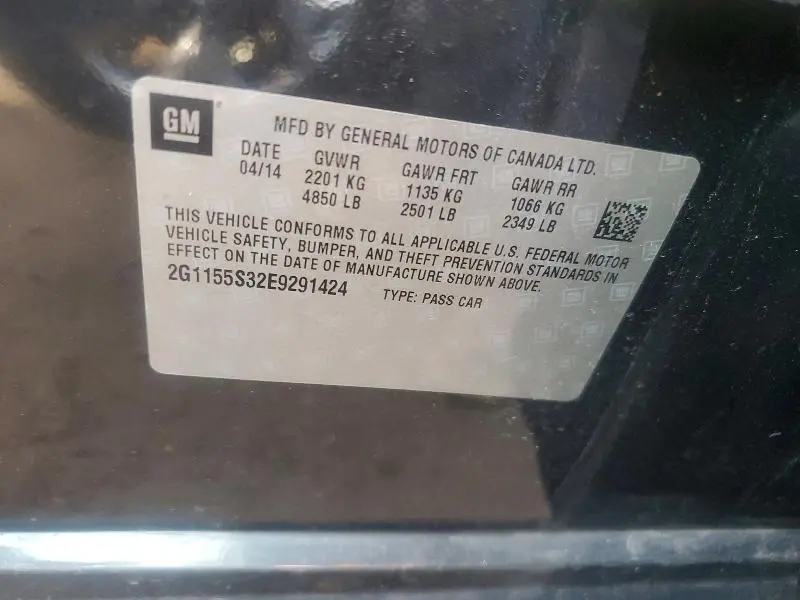 GM
MFD BY GENERAL MOTORS OF CANADA LTD.
DATE GVWR GAWR FRT GAWR RR
04/14 2201 KG 1135 KG 1066 KG
4850 LB 2501 LB 2349 LB
THIS VEHICLE CONFORMS TO ALL APPLICABLE U.S. FEDERAL MOTOR
VEHICLE SAFETY, BUMPER, AND THEFT PREVENTION STANDARDS IN
EFFECT ON THE DATE OF MANUFACTURE SHOWN ABOVE.
2G1155S32E9291424 TYPE: PASS CAR